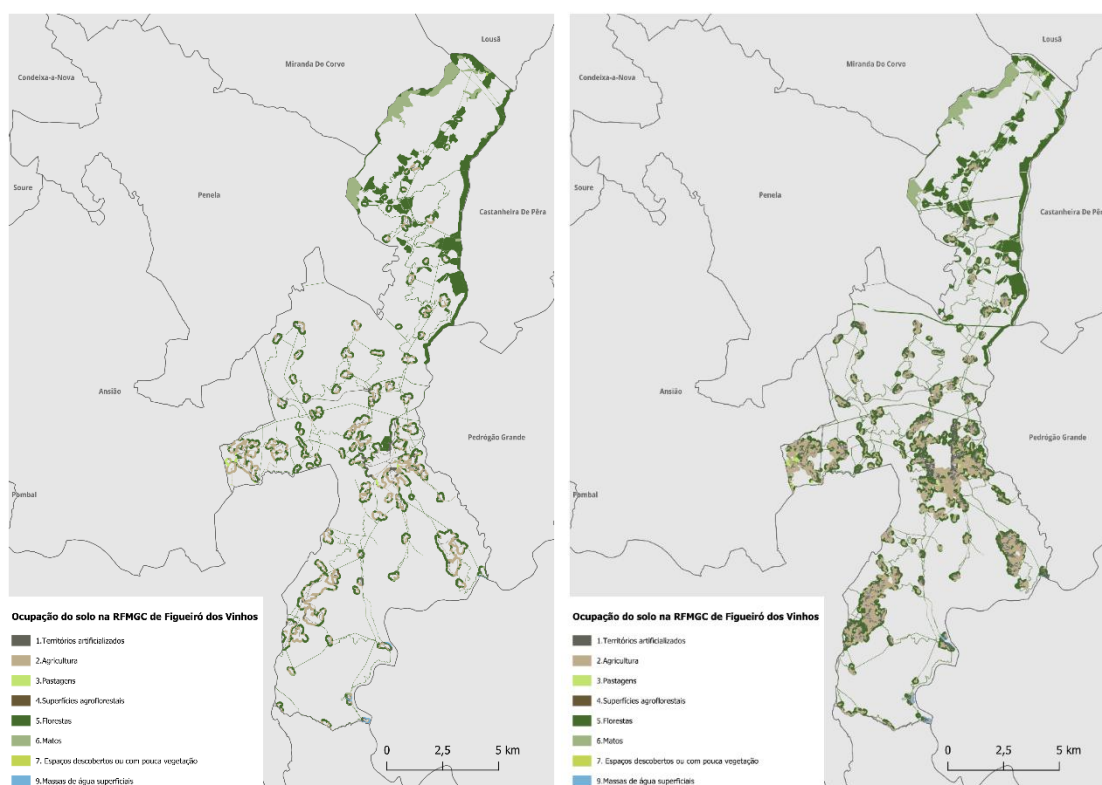 Lousã
Miranda Do Corvo
Condeixa-a-Nova
Soure
Penela
Castanheira De Pêra
Ansião
Pedrógão Grande
Pombal
Ocupação do solo na RFMGC de Figueiró dos Vinhos
1.Territórios artificializados
2.Agricultura
3.Pastagens
4.Superfícies agroflorestais
5.Florestas
6.Matos
7. Espaços descobertos ou com pouca vegetação
9.Massas de água superficiais
0 2,5 5 km
Lousã
Miranda Do Corvo
Condeixa-a-Nova
Soure
Penela
Castanheira De Pêra
Ansião
Pedrógão Grande
Pombal
Ocupação do solo na RFMGC de Figueiró dos Vinhos
1.Territórios artificializados
2.Agricultura
3.Pastagens
4.Superfícies agroflorestais
5.Florestas
6.Matos
7. Espaços descobertos ou com pouca vegetação
9.Massas de água superficiais
0 2,5 5 km